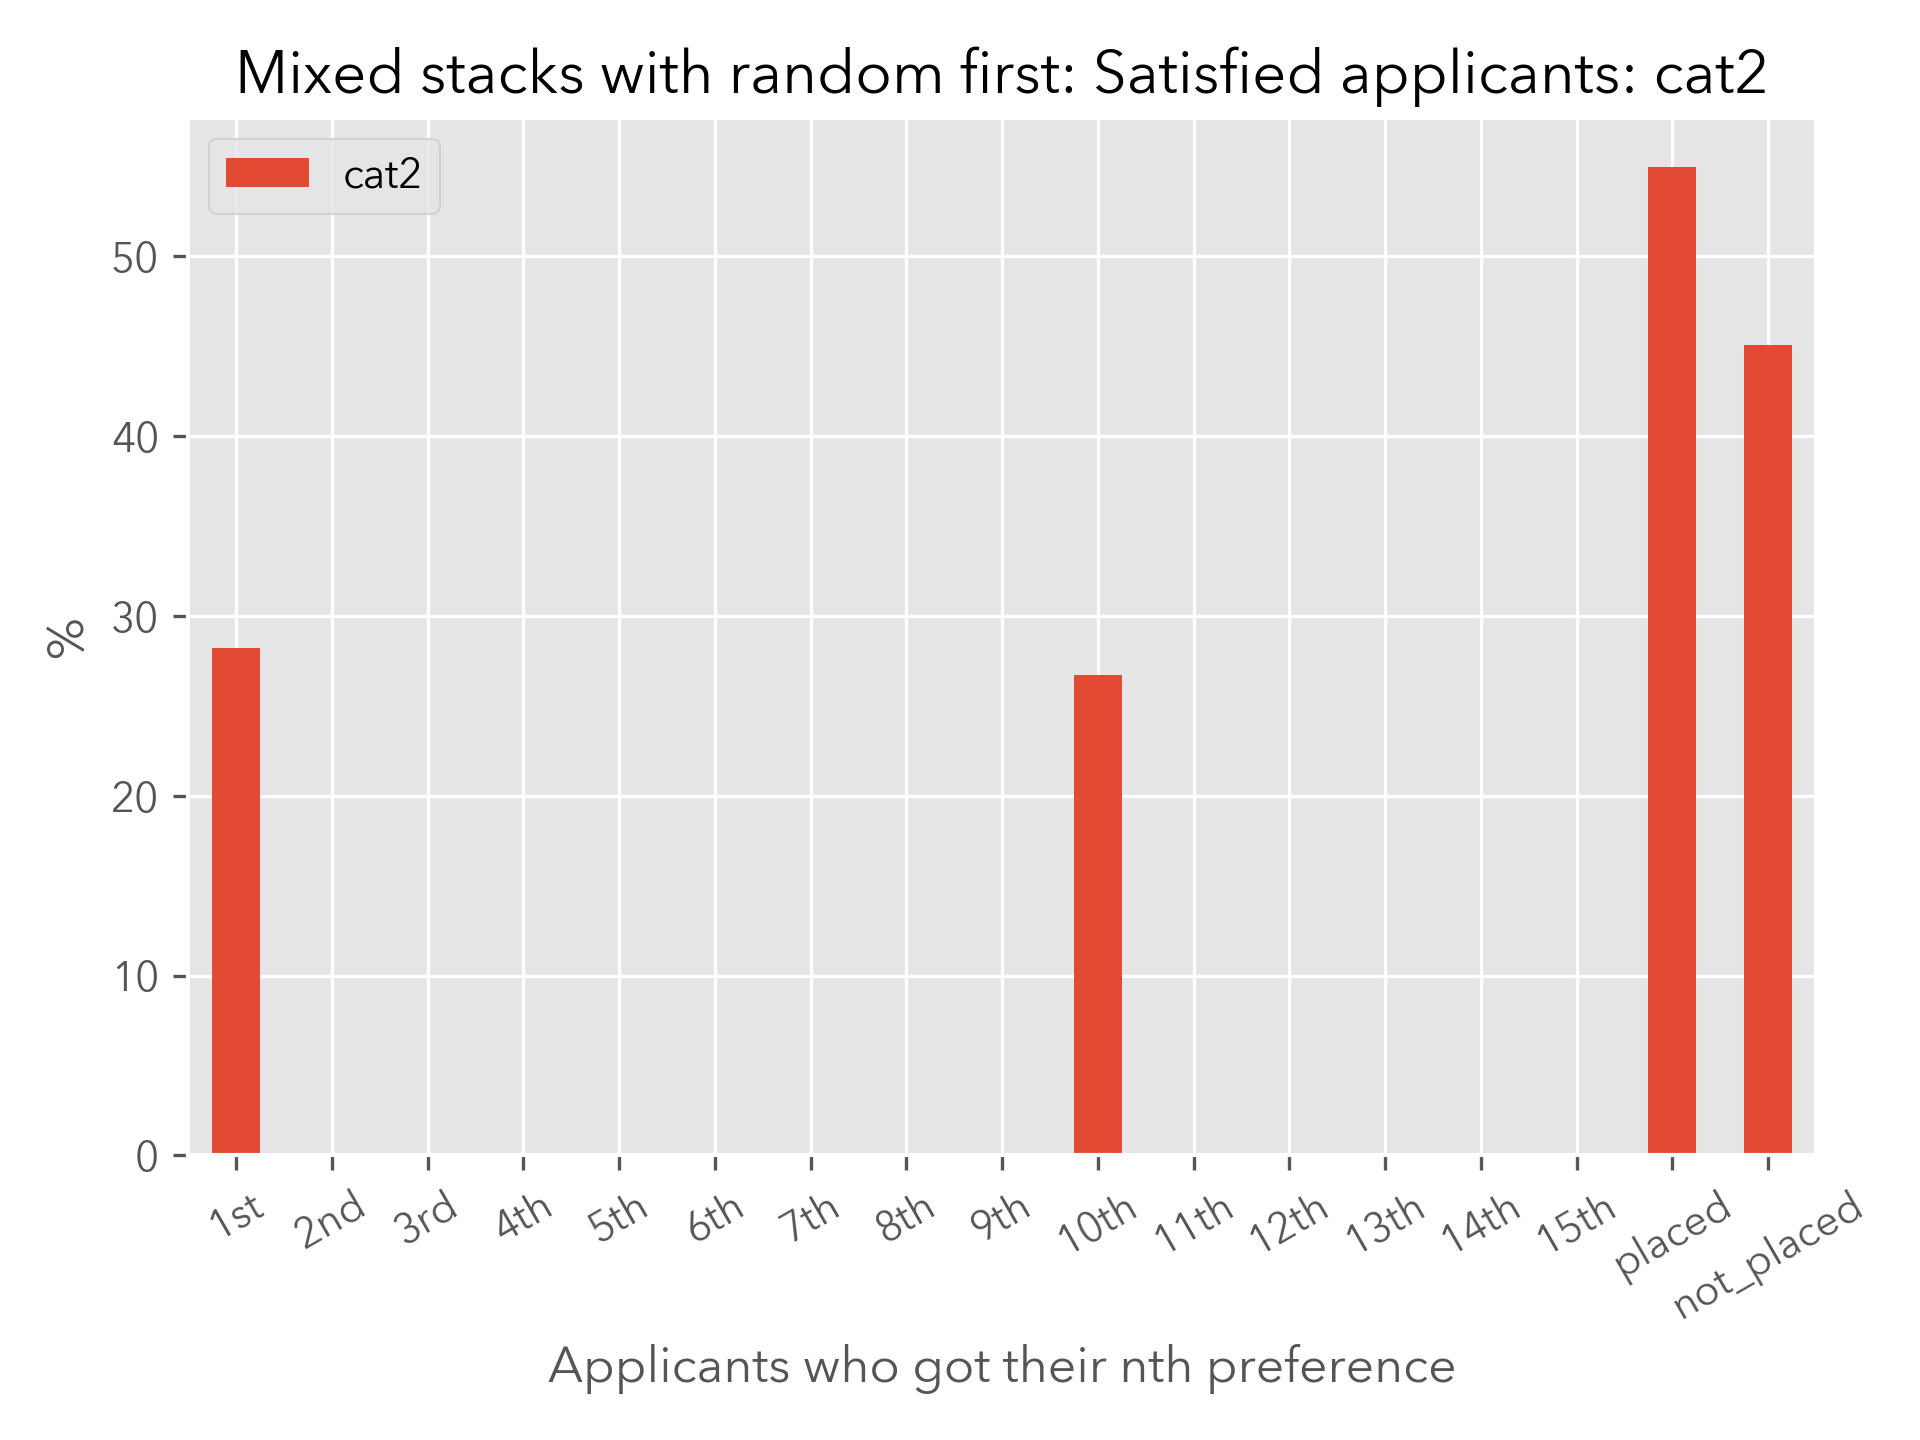 Mixed stacks with random first: Satisfied applicants: cat2
cat2
50
40
30
20
10
0
%
1st 2nd 3rd 4th 5th 6th 7th 8th 9th 10th 11th 12th 13th 14th 15th placed not_placed
Applicants who got their nth preference